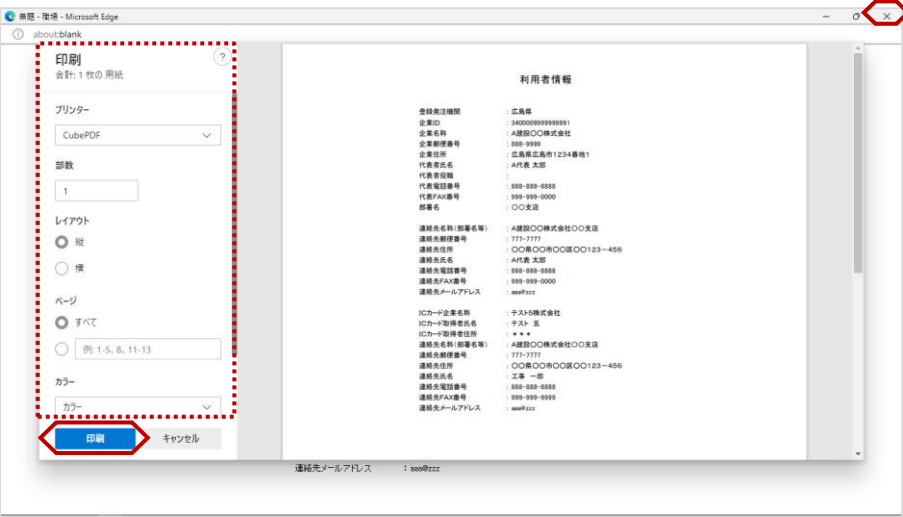 無題 - 職場 - Microsoft Edge
about:blank
印刷
?
合計: 1 枚の 用紙
プリンター
CubePDF
部数
1
レイアウト
縦
横
ページ
すべて
例: 1-5、8、11-13
カラー
カラー
印刷
キャンセル
利用者情報
登録発注機関 : 広島県
企業ID : 340000999999991
企業名称 : A建設〇〇株式会社
企業郵便番号 : 888-9999
企業住所 : 広島県広島市1234番地1
代表者氏名 : A代表 太郎
代表者役職 :
代表電話番号 : 888-888-8888
代表FAX番号 : 999-999-0000
部署名 : 〇〇支店
連絡先名称(部署名等) : A建設〇〇株式会社〇〇支店
連絡先郵便番号 : 777-7777
連絡先住所 : 〇〇県〇〇市〇〇区〇〇123-456
連絡先氏名 : A代表 太郎
連絡先電話番号 : 888-888-8888
連絡先FAX番号 : 999-999-0000
連絡先メールアドレス : aaa@zzz
ICカード企業名称 : テスト5株式会社
ICカード取得者氏名 : テスト 五
ICカード取得者住所 : * * *
連絡先名称(部署名等) : A建設〇〇株式会社〇〇支店
連絡先郵便番号 : 777-7777
連絡先住所 : 〇〇県〇〇市〇〇区〇〇123-456
連絡先氏名 : 工事 一郎
連絡先電話番号 : 888-888-8888
連絡先FAX番号 : 999-999-9999
連絡先メールアドレス : aaa@zzz
連絡先メールアドレス : aaa@zzz